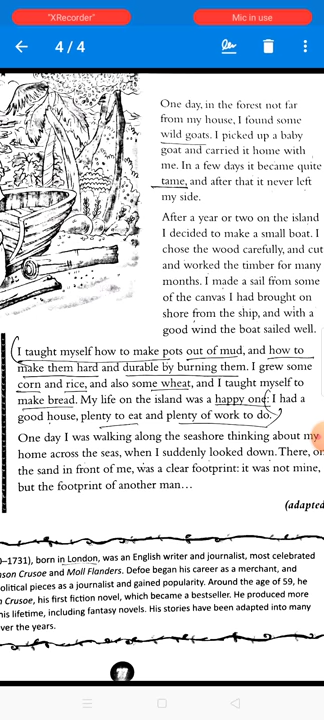 "XRecorder"
Mic in use
4 / 4
One day, in the forest not far
from my house, I found some
wild goats. I picked up a baby
goat and carried it home with
me. In a few days it became quite
tame, and after that it never left
my side.
After a year or two on the island
I decided to make a small boat. I
chose the wood carefully, and cut
and worked the timber for many
months. I made a sail from some
of the canvas I had brought on
shore from the ship, and with a
good wind the boat sailed well.
I taught myself how to make pots out of mud, and how to
make them hard and durable by burning them. I grew some
corn and rice, and also some wheat, and I taught myself to
make bread. My life on the island was a happy one: I had a
good house, plenty to eat and plenty of work to do.
One day I was walking along the seashore thinking about my
home across the seas, when I suddenly looked down. There, on
the sand in front of me, was a clear footprint: it was not mine,
but the footprint of another man...
(adapted
–1731), born in London, was an English writer and journalist, most celebrated
nson Crusoe and Moll Flanders. Defoe began his career as a merchant, and
olitical pieces as a journalist and gained popularity. Around the age of 59, he
n Crusoe, his first fiction novel, which became a bestseller. He produced more
his lifetime, including fantasy novels. His stories have been adapted into many
ver the years.